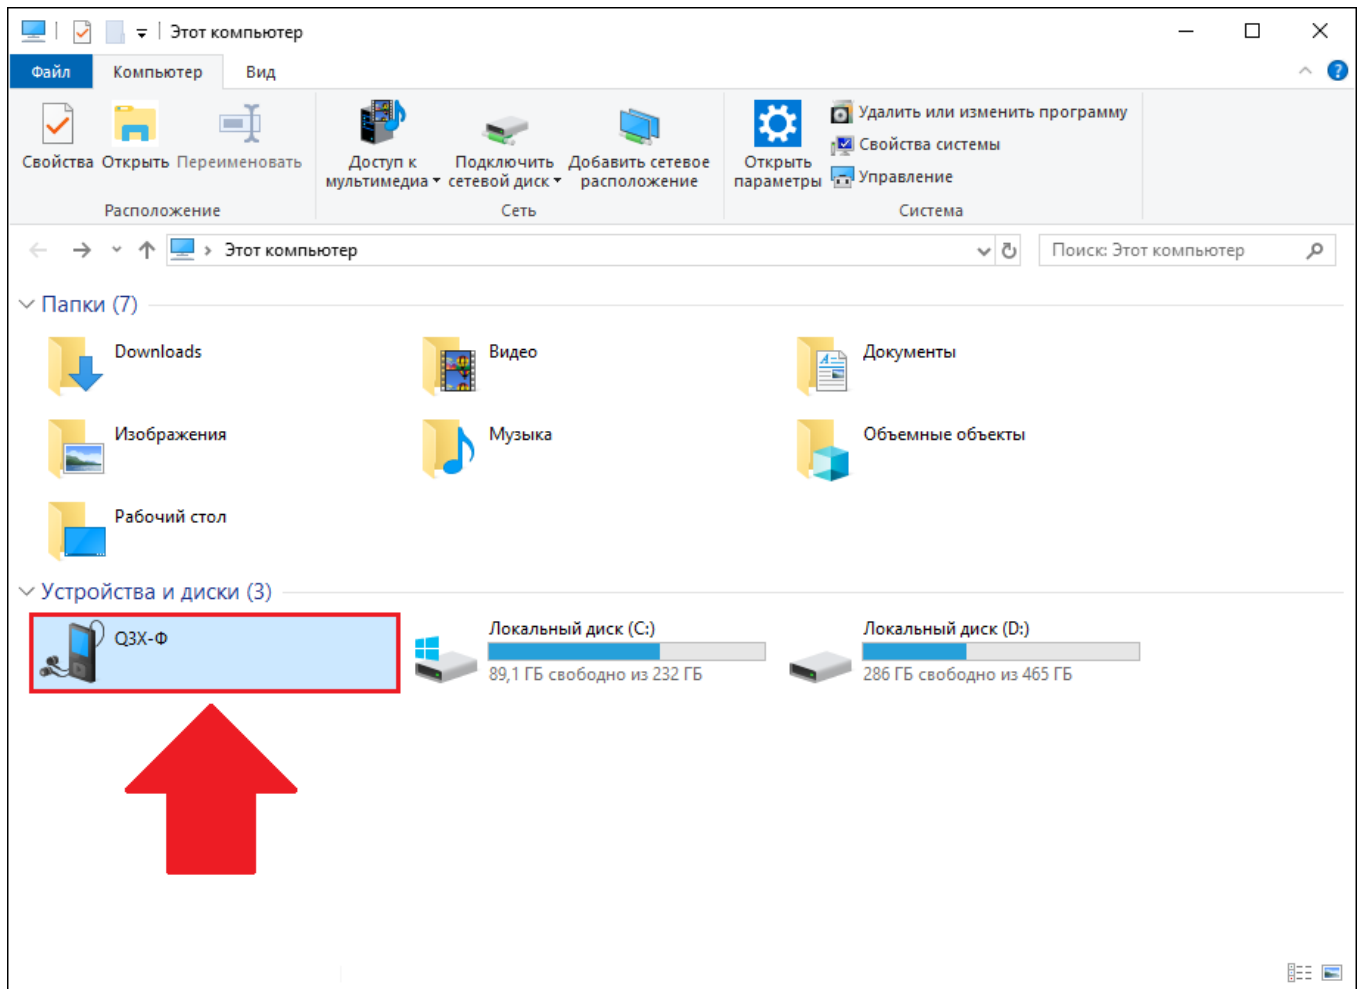 Этот компьютер
Файл Компьютер Вид
Свойства Открыть Переименовать
Расположение
Доступ к мультимедиа
Подключить сетевой диск
Добавить сетевое расположение
Сеть
Открыть параметры
Удалить или изменить программу
Свойства системы
Управление
Система
Этот компьютер
Поиск: Этот компьютер
Папки (7)
Downloads
Видео
Документы
Изображения
Музыка
Объемные объекты
Рабочий стол
Устройства и диски (3)
Q3X-Ф
Локальный диск (C:)
89,1 ГБ свободно из 232 ГБ
Локальный диск (D:)
286 ГБ свободно из 465 ГБ